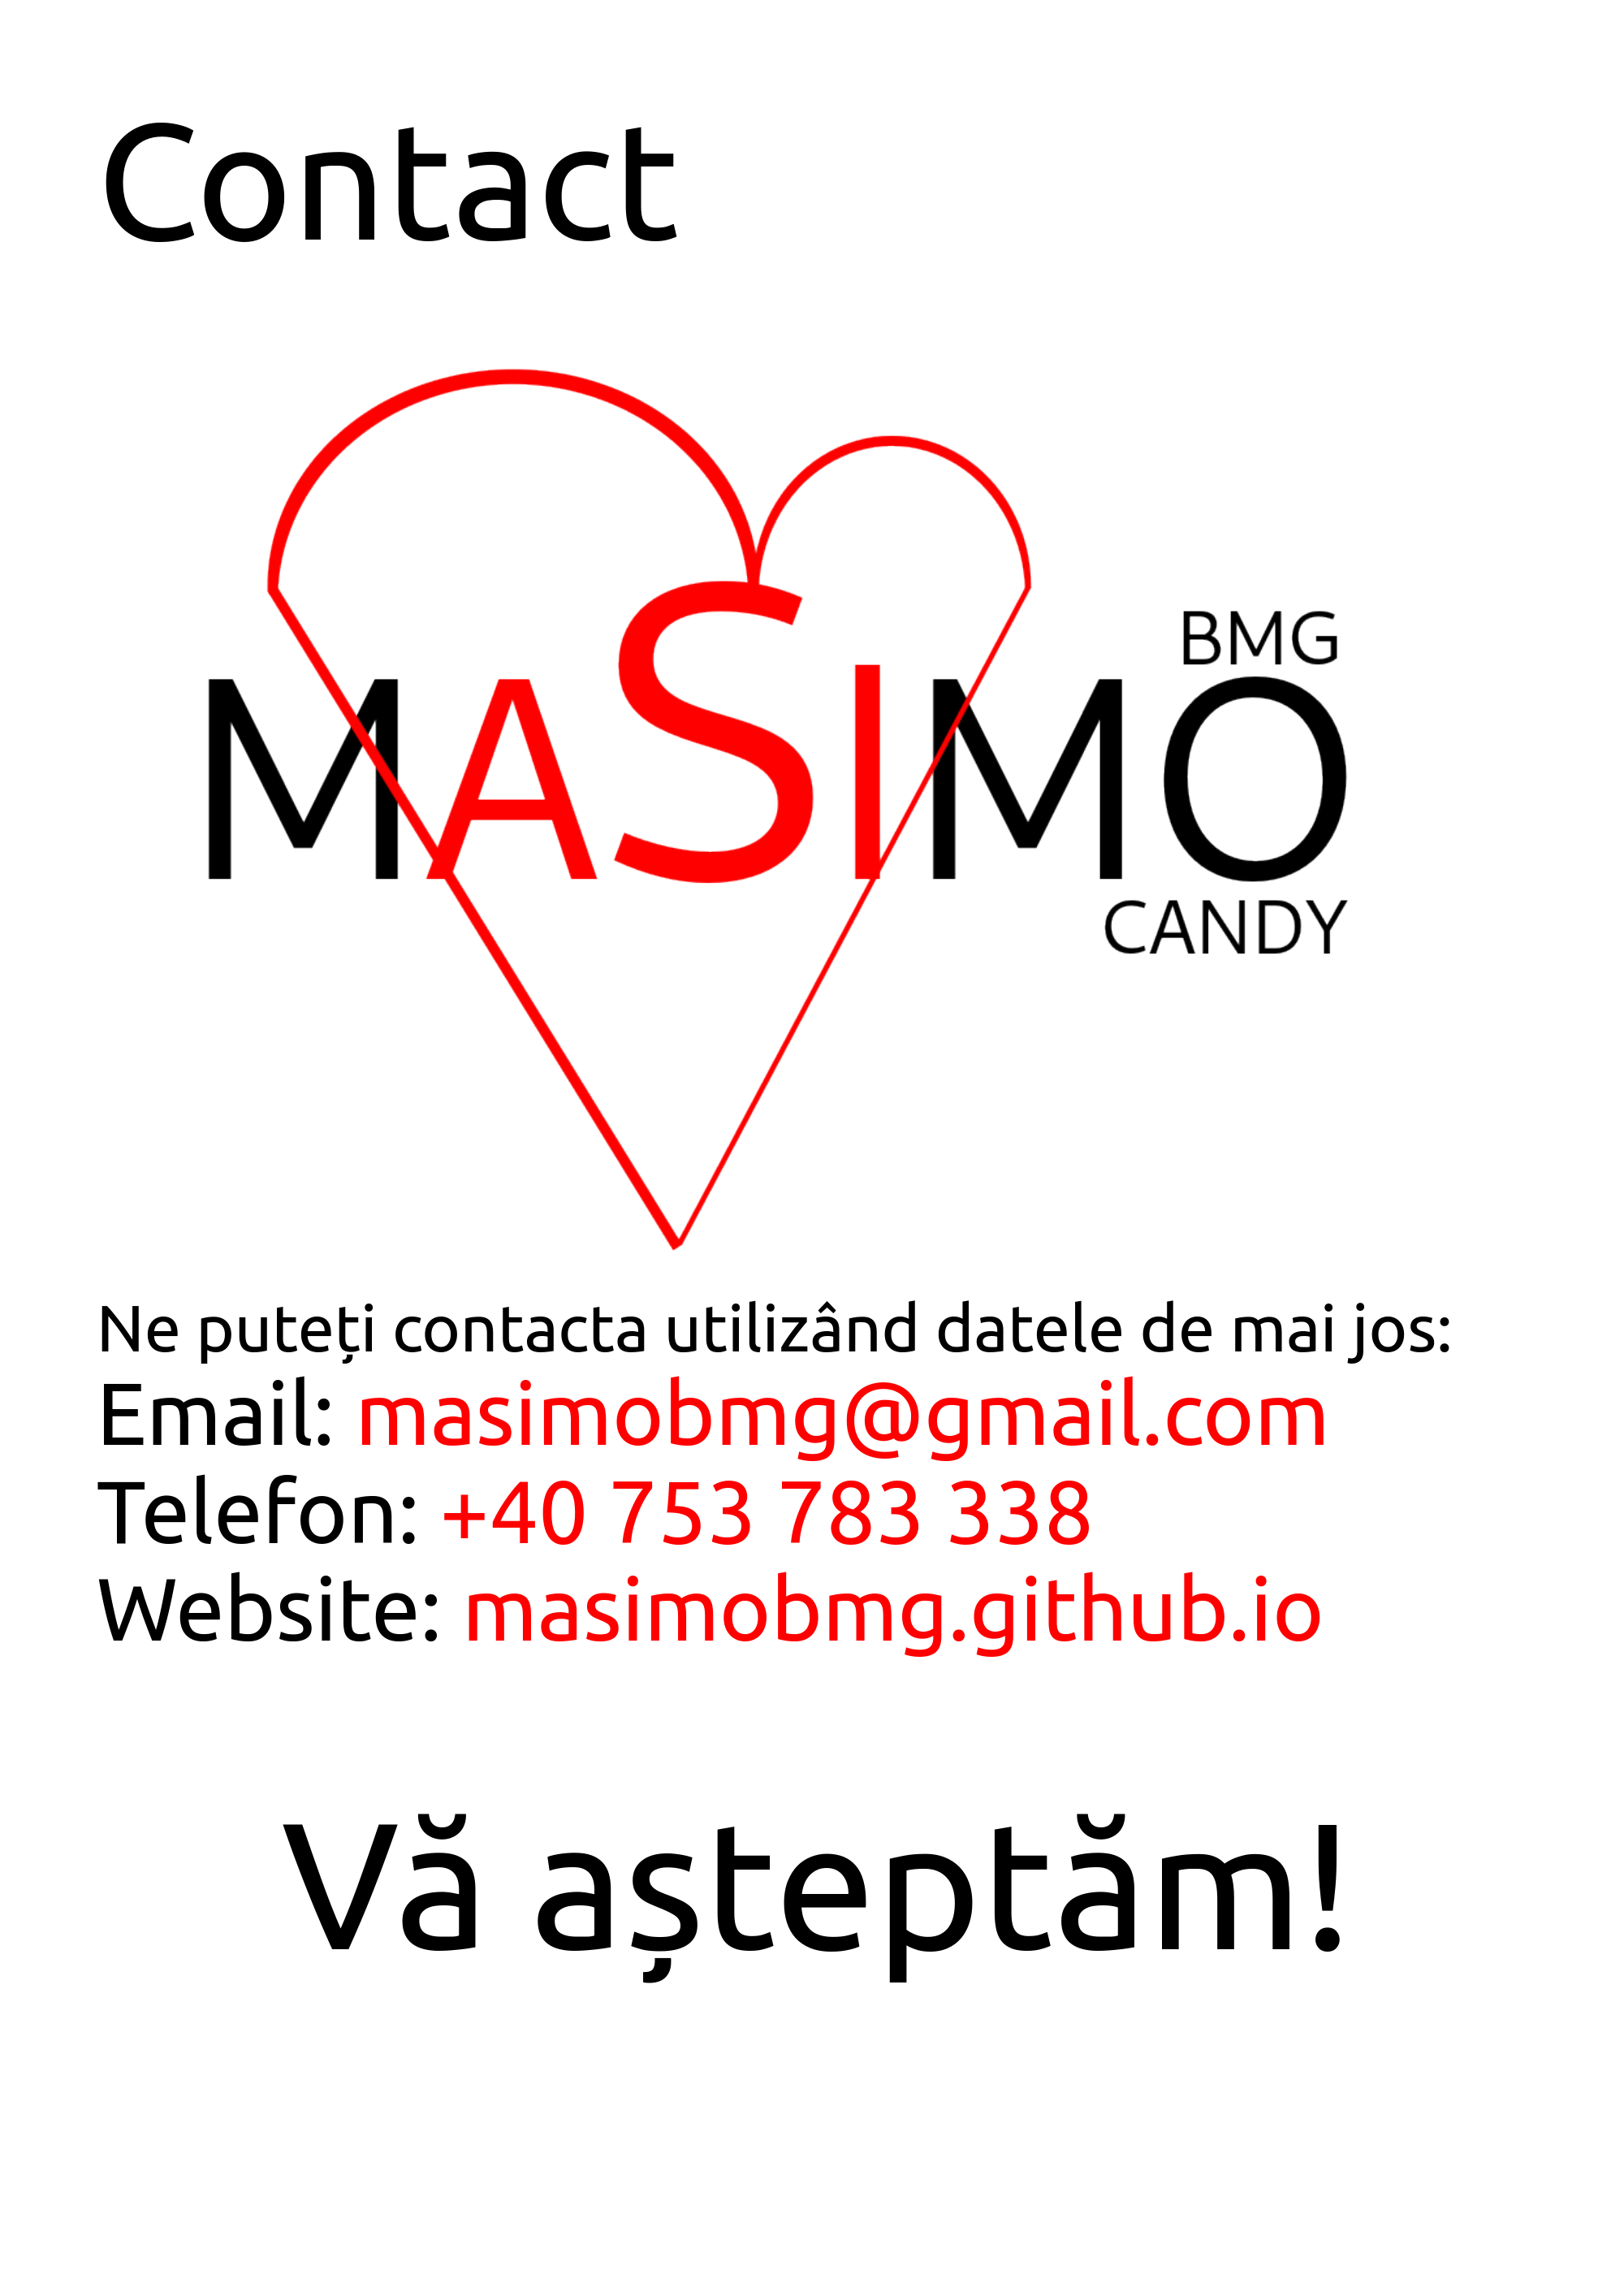 Contact
BMG
MASIMO
CANDY
Ne puteți contacta utilizând datele de mai jos:
Email: masimobmg@gmail.com
Telefon: +40 753 783 338
Website: masimobmg.github.io
Vă așteptăm!